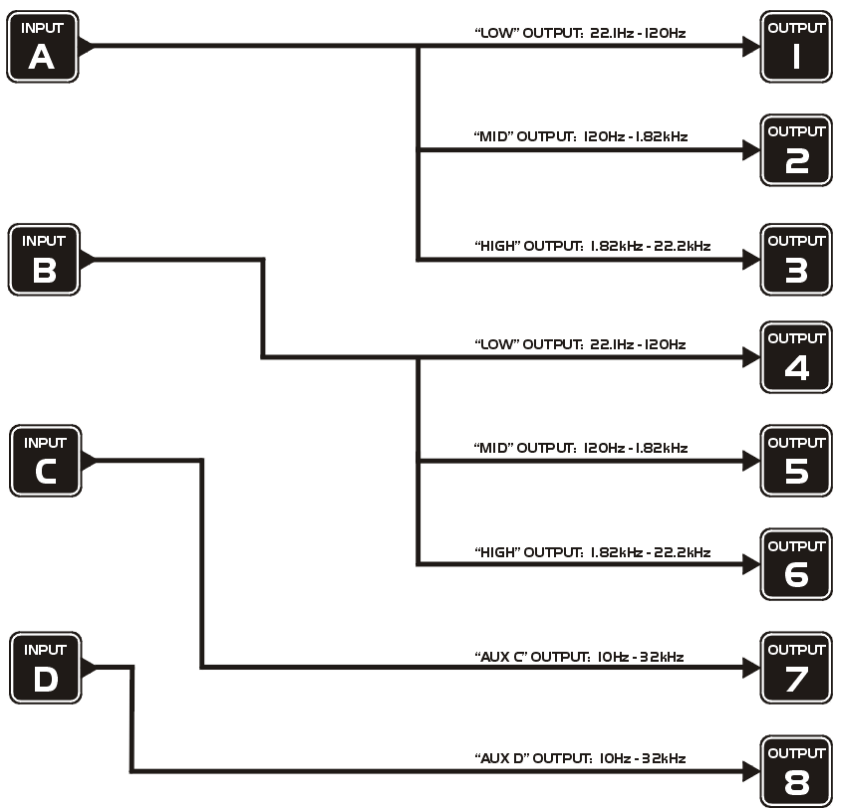 INPUT
A
"LOW" OUTPUT: 22.1Hz - 120Hz
OUTPUT
1
"MID" OUTPUT: 120Hz - 1.82kHz
OUTPUT
2
INPUT
B
"HIGH" OUTPUT: 1.82kHz - 22.2kHz
OUTPUT
3
"LOW" OUTPUT: 22.1Hz - 120Hz
OUTPUT
4
INPUT
C
"MID" OUTPUT: 120Hz - 1.82kHz
OUTPUT
5
"HIGH" OUTPUT: 1.82kHz - 22.2kHz
OUTPUT
6
INPUT
D
"AUX C" OUTPUT: 10Hz - 32kHz
OUTPUT
7
"AUX D" OUTPUT: 10Hz - 32kHz
OUTPUT
8